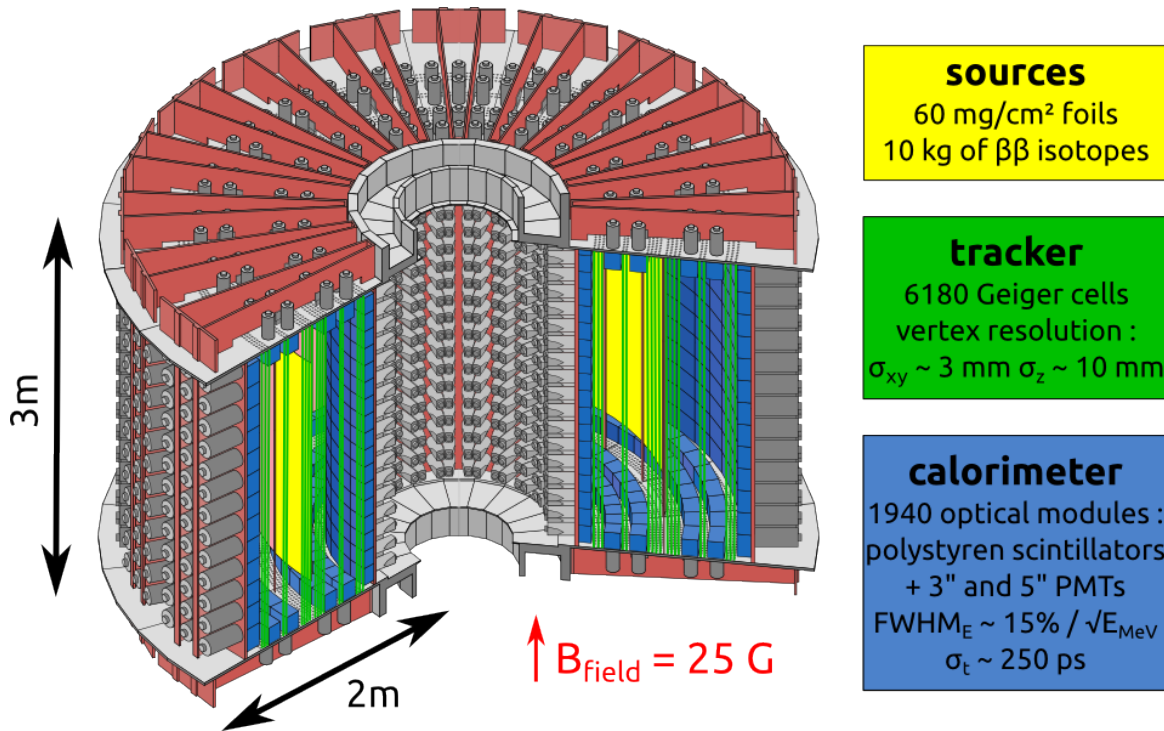 sources
60 mg/cm² foils
10 kg of ββ isotopes
tracker
6180 Geiger cells
vertex resolution :
σxy ~ 3 mm σz ~ 10 mm
calorimeter
1940 optical modules :
polystyren scintillators
+ 3" and 5" PMTs
FWHME ~ 15% / √EMeV
σt ~ 250 ps
3m
2m
Bfield = 25 G